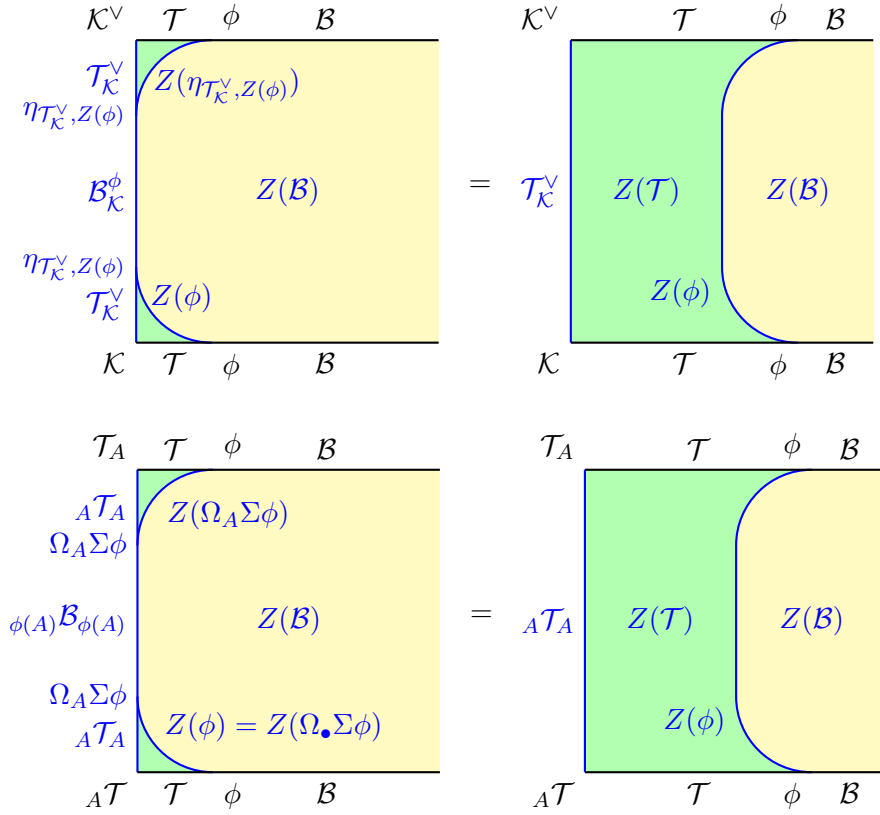 𝒦^∨ 𝒯 ϕ ℬ 𝒦^∨ 𝒯 ϕ ℬ
𝒯_𝒦^∨ Z(η_{𝒯_𝒦^∨, Z(ϕ)})
η_{𝒯_𝒦^∨, Z(ϕ)}
ℬ_𝒦^ϕ Z(ℬ) = 𝒯_𝒦^∨ Z(𝒯) Z(ℬ)
η_{𝒯_𝒦^∨, Z(ϕ)}
𝒯_𝒦^∨ Z(ϕ) Z(ϕ)
𝒦 𝒯 ϕ ℬ 𝒦 𝒯 ϕ ℬ
𝒯_A 𝒯 ϕ ℬ 𝒯_A 𝒯 ϕ ℬ
_A𝒯_A Z(Ω_AΣϕ)
Ω_AΣϕ
_{ϕ(A)}ℬ_{ϕ(A)} Z(ℬ) = _A𝒯_A Z(𝒯) Z(ℬ)
Ω_AΣϕ
_A𝒯_A Z(ϕ) = Z(Ω_•Σϕ) Z(ϕ)
_A𝒯 𝒯 ϕ ℬ _A𝒯 𝒯 ϕ ℬ